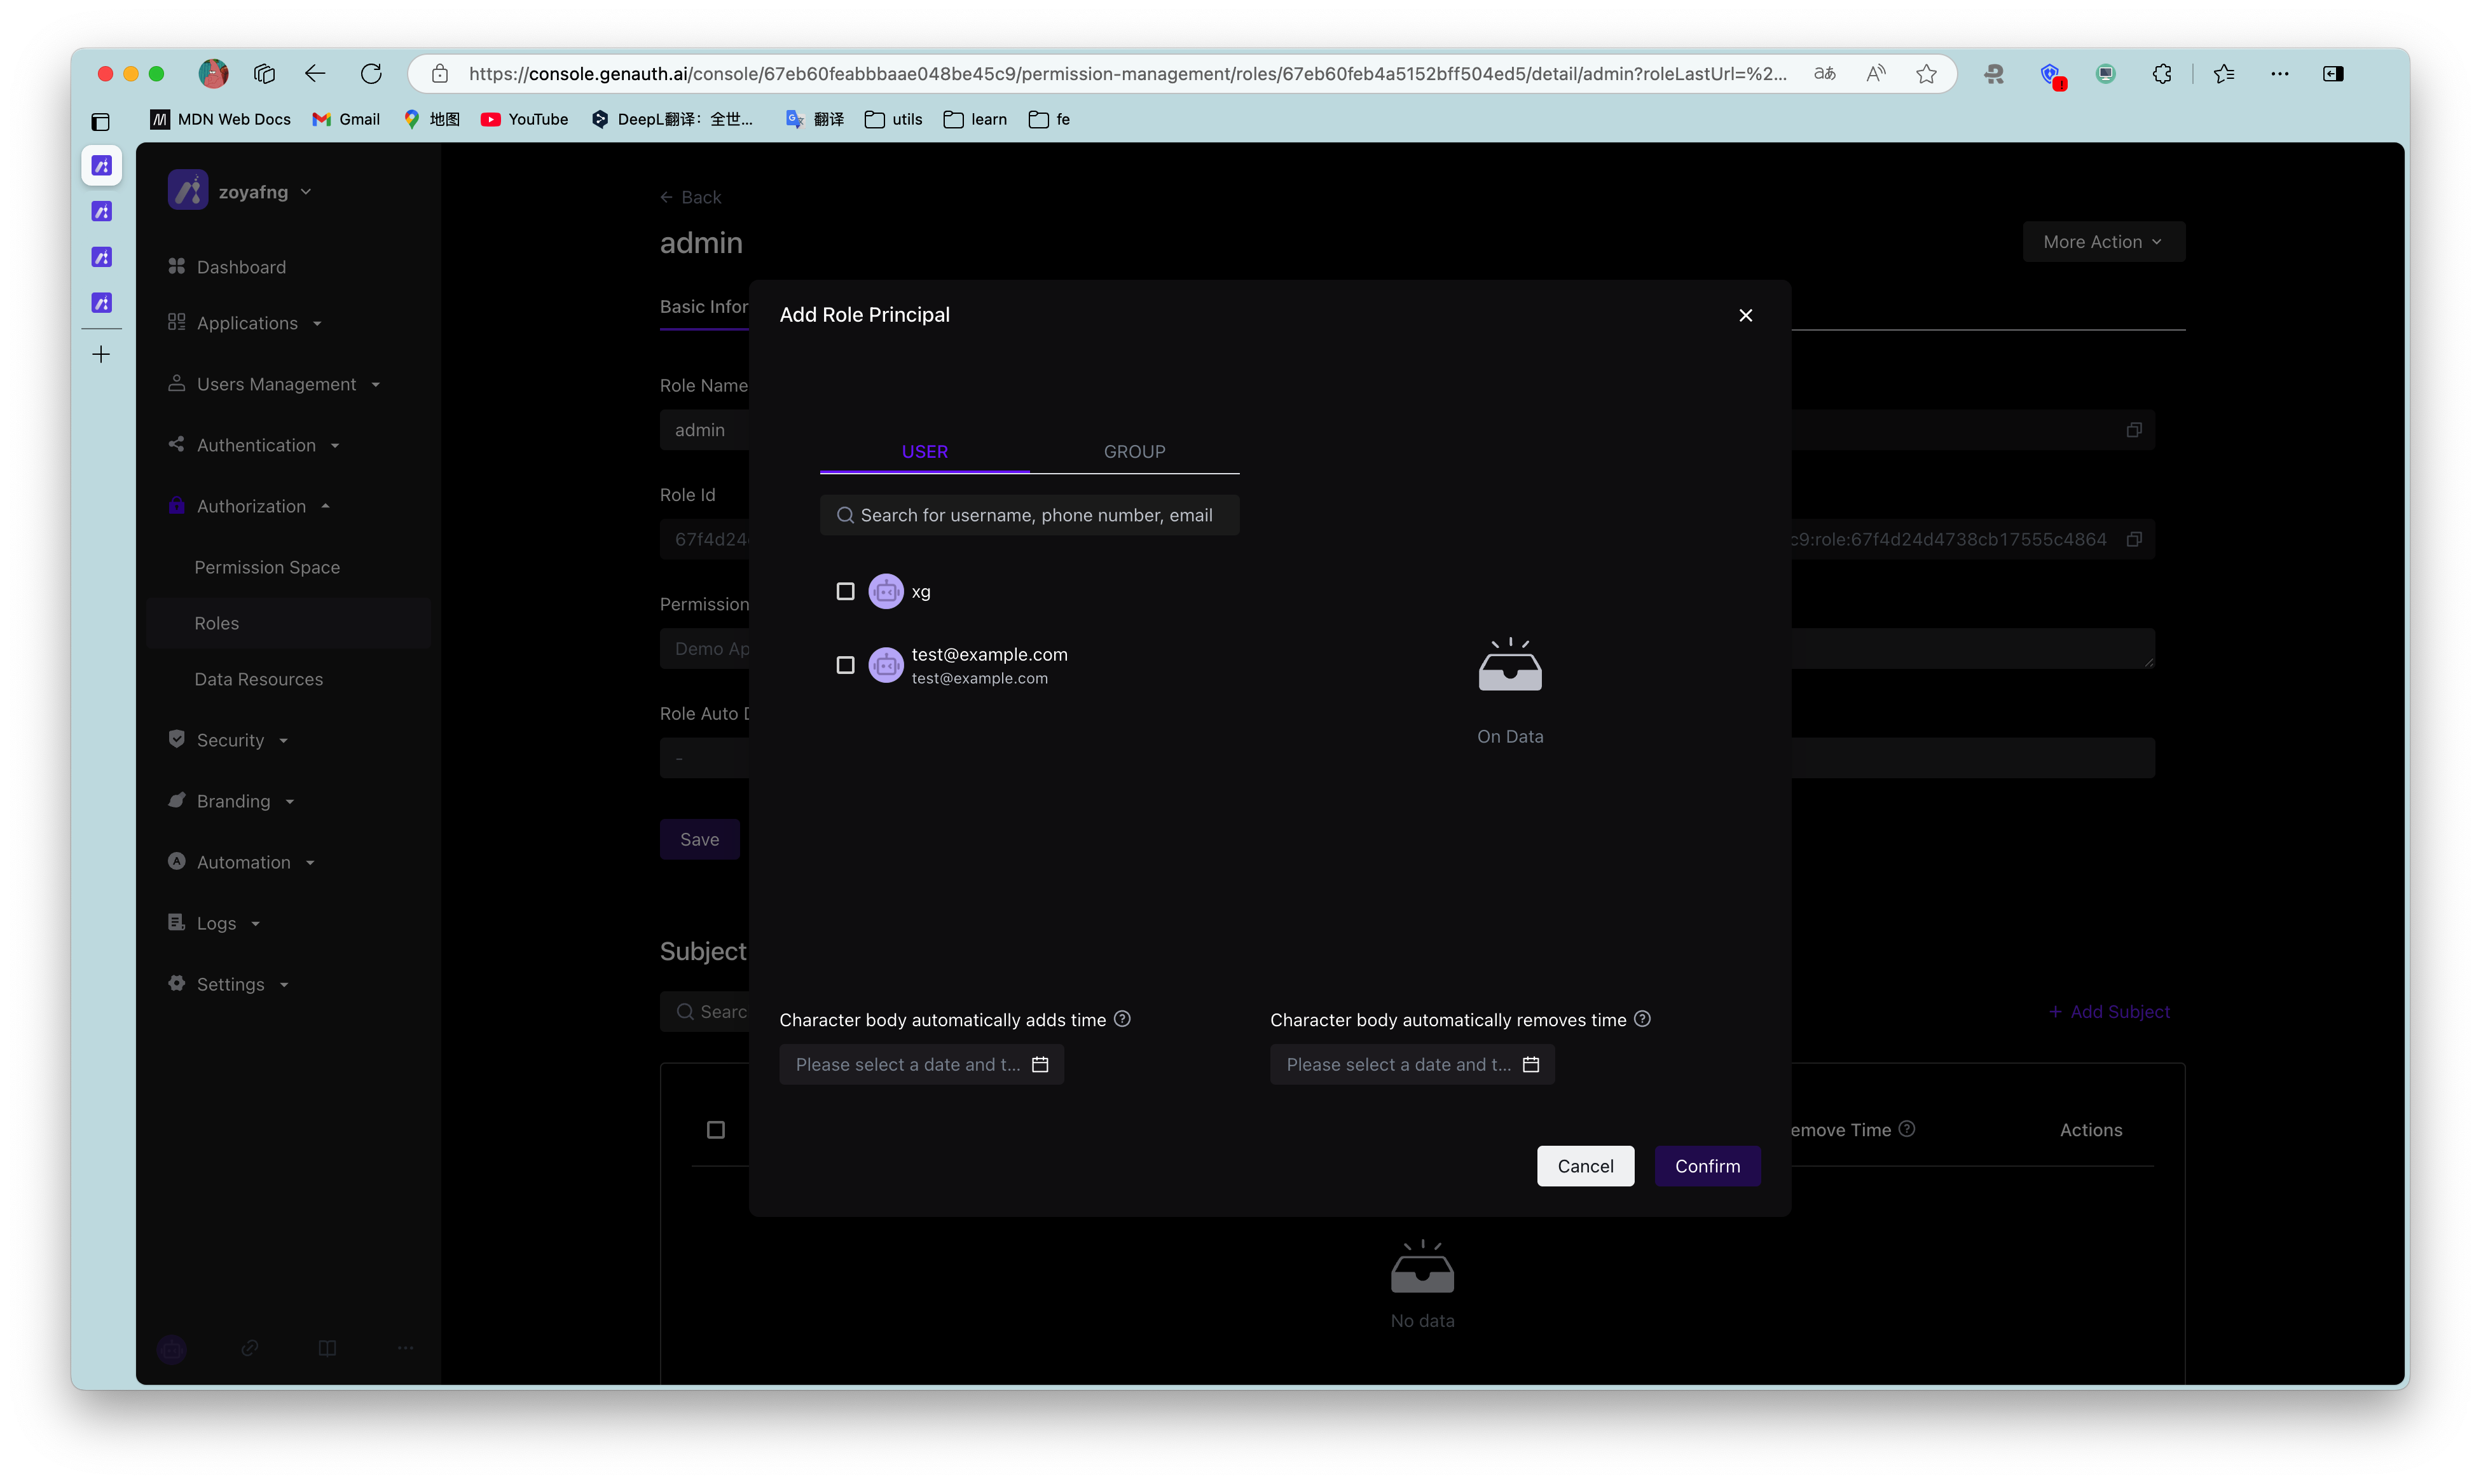 https://console.genauth.ai/console/67eb60feabbbaae048be45c9/permission-management/roles/67eb60feb4a5152bff504ed5/detail/admin?roleLastUrl=%2...
MDN Web Docs
Gmail
地图
YouTube
DeepL翻译：全世...
翻译
utils
learn
fe
zoyafng
Dashboard
Applications
Users Management
Authentication
Authorization
Permission Space
Roles
Data Resources
Security
Branding
Automation
Logs
Settings
Back
admin
More Action
Basic Infor
Role Name
admin
Role Id
67f4d24
c9:role:67f4d24d4738cb17555c4864
Permission
Demo Ap
Role Auto D
-
Save
Subject
Searc
+ Add Subject
emove Time
Actions
No data
Add Role Principal
USER
GROUP
Search for username, phone number, email
xg
test@example.com
test@example.com
On Data
Character body automatically adds time
Please select a date and t...
Character body automatically removes time
Please select a date and t...
Cancel
Confirm